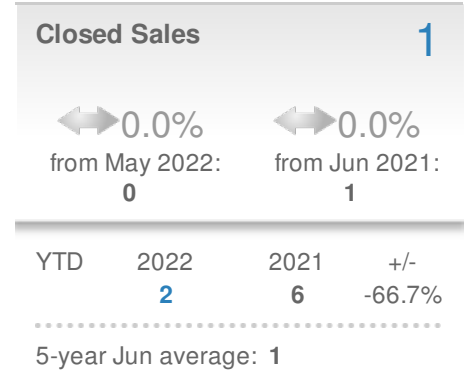 Closed Sales 1
0.0% 0.0%
from May 2022: from Jun 2021:
0 1
YTD 2022 2021 +/-
2 6 -66.7%
5-year Jun average: 1